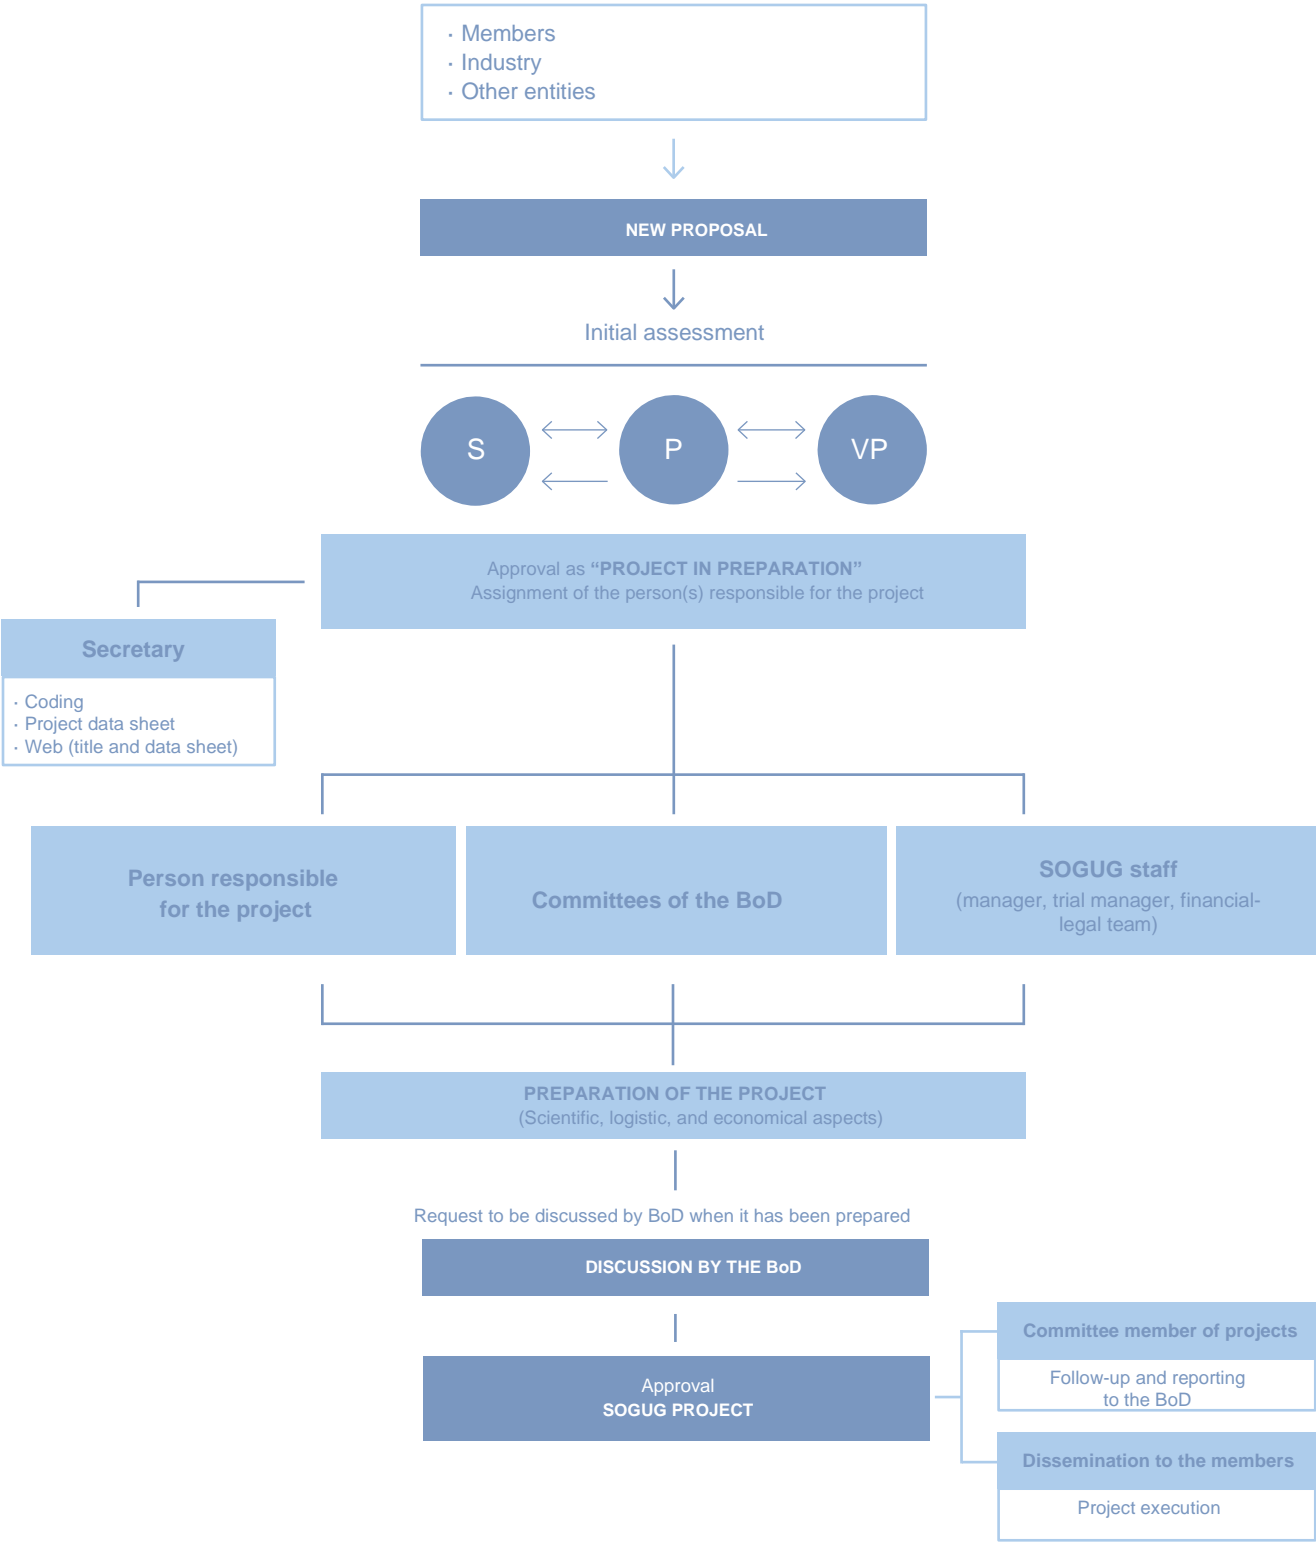 · Members
· Industry
· Other entities
NEW PROPOSAL
Initial assessment
S
P
VP
Approval as “PROJECT IN PREPARATION”
Assignment of the person(s) responsible for the project
Secretary
· Coding
· Project data sheet
· Web (title and data sheet)
Person responsible
for the project
Committees of the BoD
SOGUG staff
(manager, trial manager, financial-
legal team)
PREPARATION OF THE PROJECT
(Scientific, logistic, and economical aspects)
Request to be discussed by BoD when it has been prepared
DISCUSSION BY THE BoD
Approval
SOGUG PROJECT
Committee member of projects
Follow-up and reporting
to the BoD
Dissemination to the members
Project execution